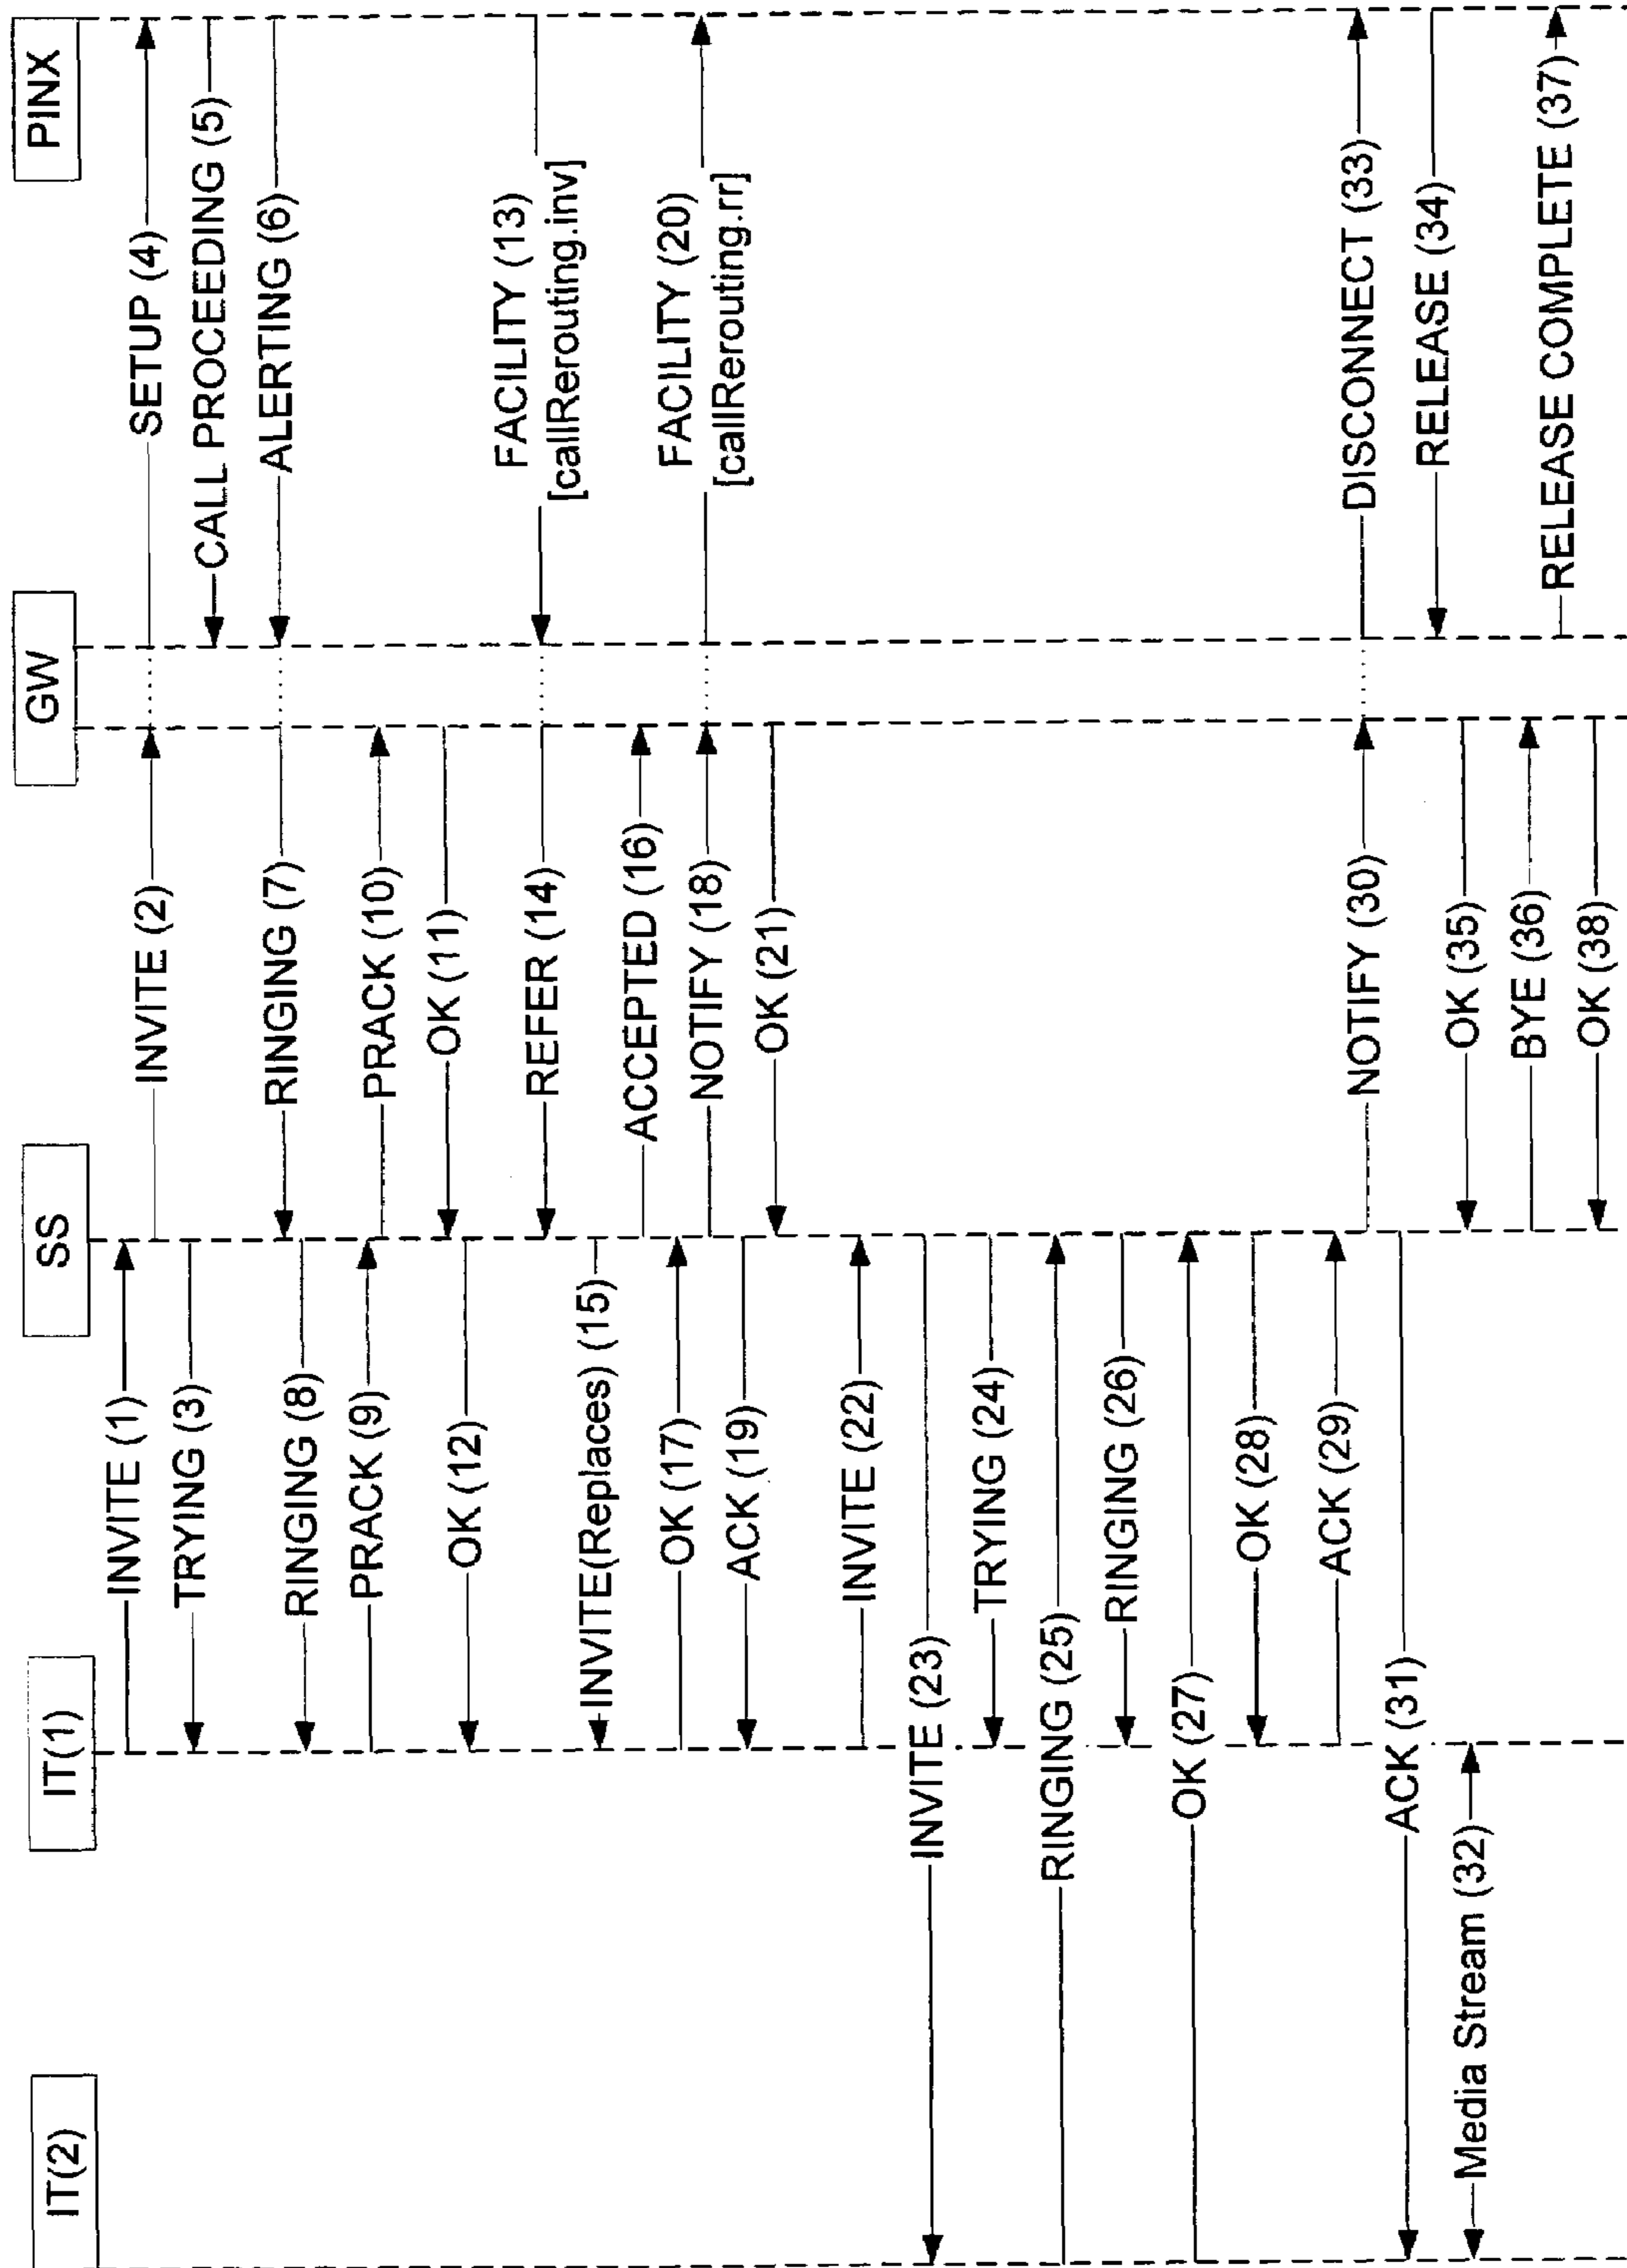 IT(2)
IT(1)
SS
GW
PINX
INVITE (1)
INVITE (2)
TRYING (3)
SETUP (4)
CALL PROCEEDING (5)
ALERTING (6)
RINGING (7)
RINGING (8)
PRACK (9)
PRACK (10)
OK (11)
OK (12)
FACILITY (13)
[callRerouting.inv]
REFER (14)
INVITE(Replaces) (15)
ACCEPTED (16)
OK (17)
NOTIFY (18)
ACK (19)
FACILITY (20)
[callRerouting.rr]
OK (21)
INVITE (22)
INVITE (23)
TRYING (24)
RINGING (25)
RINGING (26)
OK (27)
OK (28)
ACK (29)
NOTIFY (30)
ACK (31)
Media Stream (32)
DISCONNECT (33)
RELEASE (34)
OK (35)
BYE (36)
RELEASE COMPLETE (37)
OK (38)